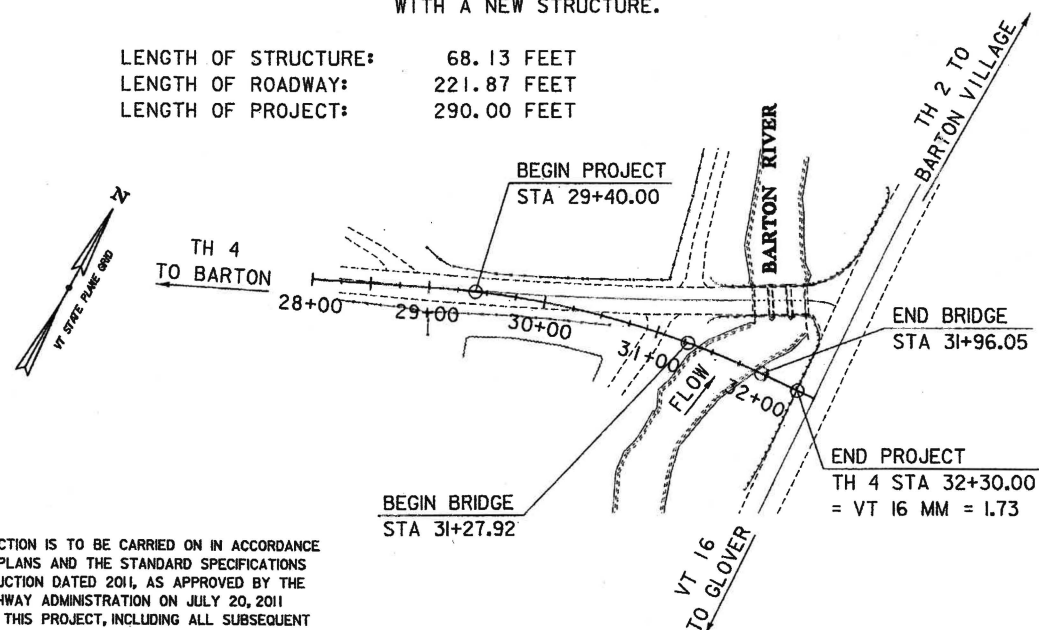 WITH A NEW STRUCTURE.
LENGTH OF STRUCTURE: 68.13 FEET
LENGTH OF ROADWAY: 221.87 FEET
LENGTH OF PROJECT: 290.00 FEET
TH 2 TO
BARTON VILLAGE
BARTON RIVER
BEGIN PROJECT
STA 29+40.00
N
VT STATE PLANE GRID
TH 4
TO BARTON
28+00
29+00
30+00
31+00
32+00
FLOW
END BRIDGE
STA 31+96.05
END PROJECT
TH 4 STA 32+30.00
= VT 16 MM = 1.73
BEGIN BRIDGE
STA 31+27.92
VT 16
TO GLOVER
CTION IS TO BE CARRIED ON IN ACCORDANCE
PLANS AND THE STANDARD SPECIFICATIONS
UCTION DATED 2011, AS APPROVED BY THE
HWAY ADMINISTRATION ON JULY 20, 2011
THIS PROJECT, INCLUDING ALL SUBSEQUENT